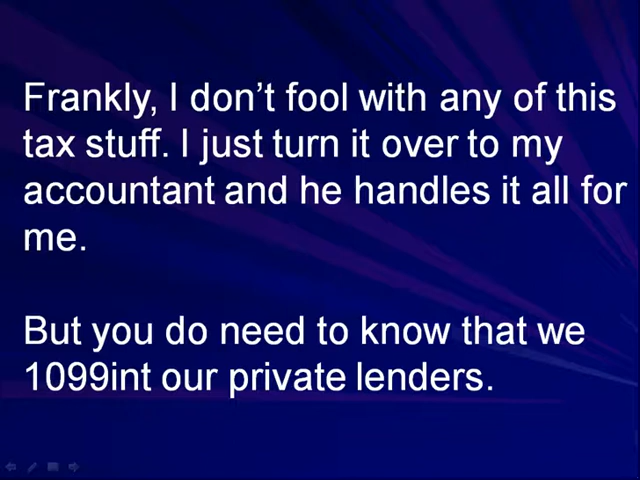 Frankly, I don’t fool with any of this
tax stuff. I just turn it over to my
accountant and he handles it all for
me.
But you do need to know that we
1099int our private lenders.